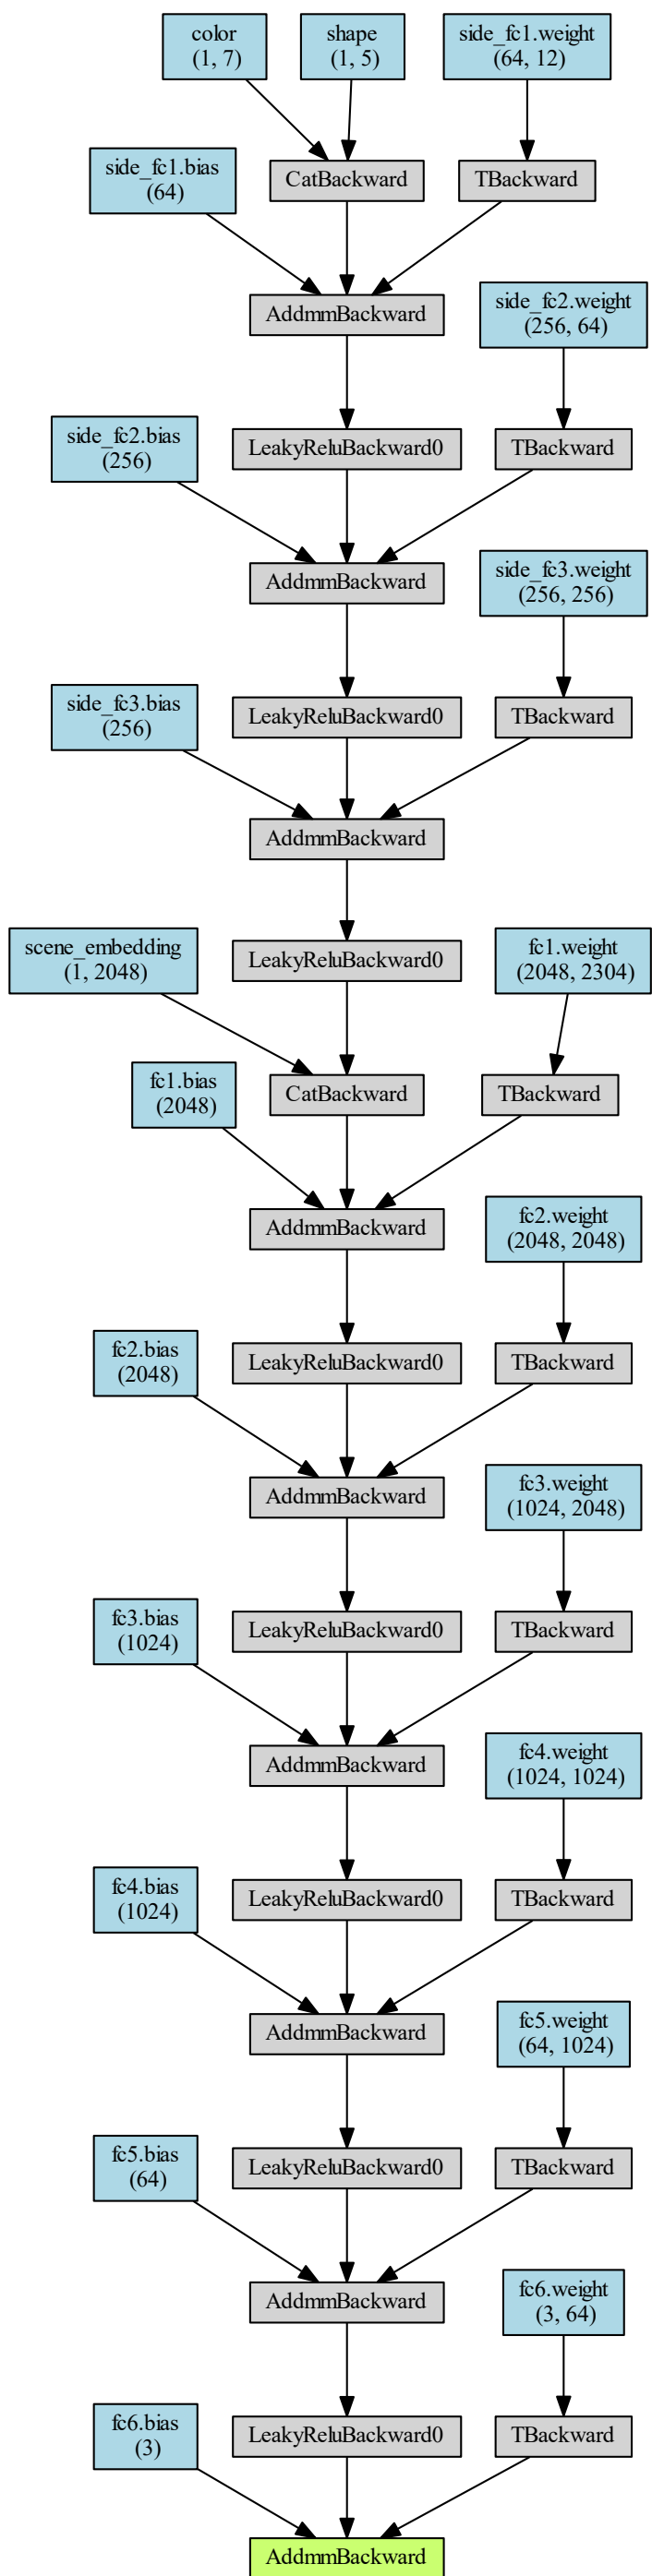 color
(1, 7)
shape
(1, 5)
side_fc1.weight
(64, 12)
side_fc1.bias
(64)
CatBackward
TBackward
AddmmBackward
side_fc2.weight
(256, 64)
side_fc2.bias
(256)
LeakyReluBackward0
TBackward
AddmmBackward
side_fc3.weight
(256, 256)
side_fc3.bias
(256)
LeakyReluBackward0
TBackward
AddmmBackward
scene_embedding
(1, 2048)
LeakyReluBackward0
fc1.weight
(2048, 2304)
fc1.bias
(2048)
CatBackward
TBackward
AddmmBackward
fc2.weight
(2048, 2048)
fc2.bias
(2048)
LeakyReluBackward0
TBackward
AddmmBackward
fc3.weight
(1024, 2048)
fc3.bias
(1024)
LeakyReluBackward0
TBackward
AddmmBackward
fc4.weight
(1024, 1024)
fc4.bias
(1024)
LeakyReluBackward0
TBackward
AddmmBackward
fc5.weight
(64, 1024)
fc5.bias
(64)
LeakyReluBackward0
TBackward
AddmmBackward
fc6.weight
(3, 64)
fc6.bias
(3)
LeakyReluBackward0
TBackward
AddmmBackward